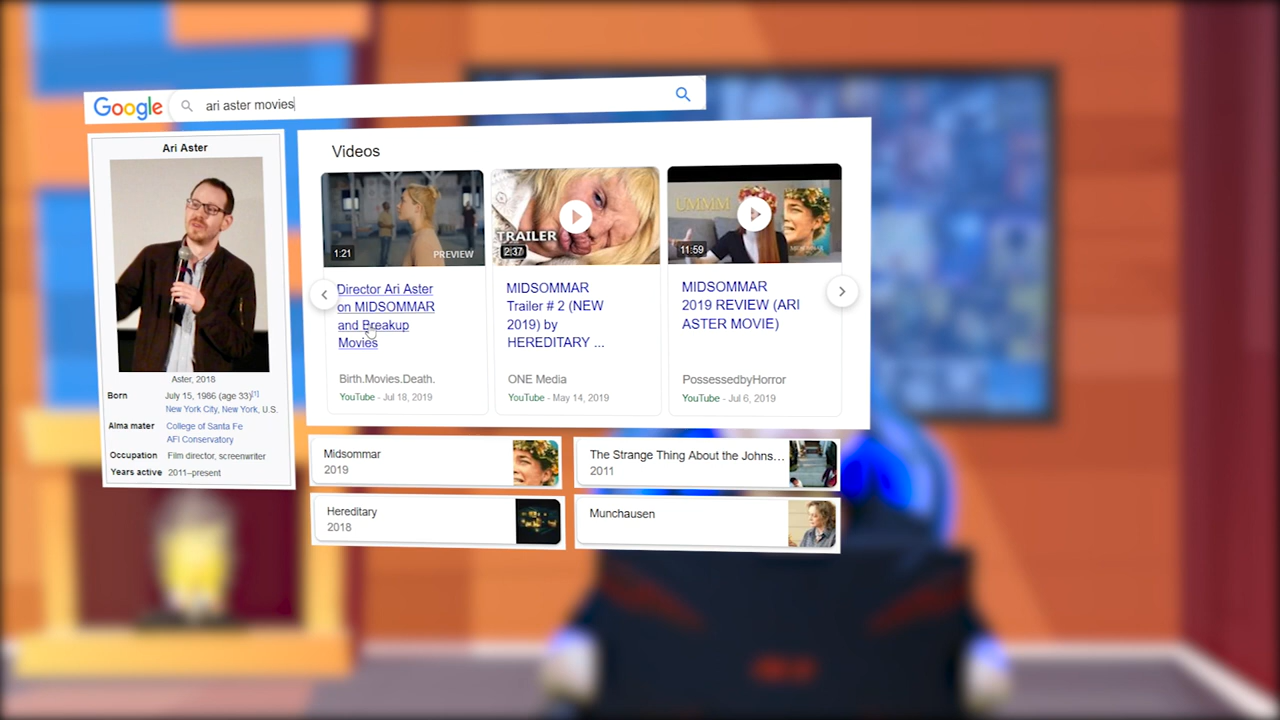 Google
ari aster movies
Ari Aster
Aster, 2018
Born July 15, 1986 (age 33)[1]
New York City, New York, U.S.
Alma mater College of Santa Fe
AFI Conservatory
Occupation Film director, screenwriter
Years active 2011–present
Videos
1:21
PREVIEW
Director Ari Aster
on MIDSOMMAR
and Breakup
Movies
Birth.Movies.Death.
YouTube - Jul 18, 2019
TRAILER
2:37
MIDSOMMAR
Trailer # 2 (NEW
2019) by
HEREDITARY ...
ONE Media
YouTube - May 14, 2019
UMMM
11:59
MIDSOMMAR
MIDSOMMAR
2019 REVIEW (ARI
ASTER MOVIE)
PossessedbyHorror
YouTube - Jul 6, 2019
Midsommar
2019
The Strange Thing About the Johns...
2011
Hereditary
2018
Munchausen